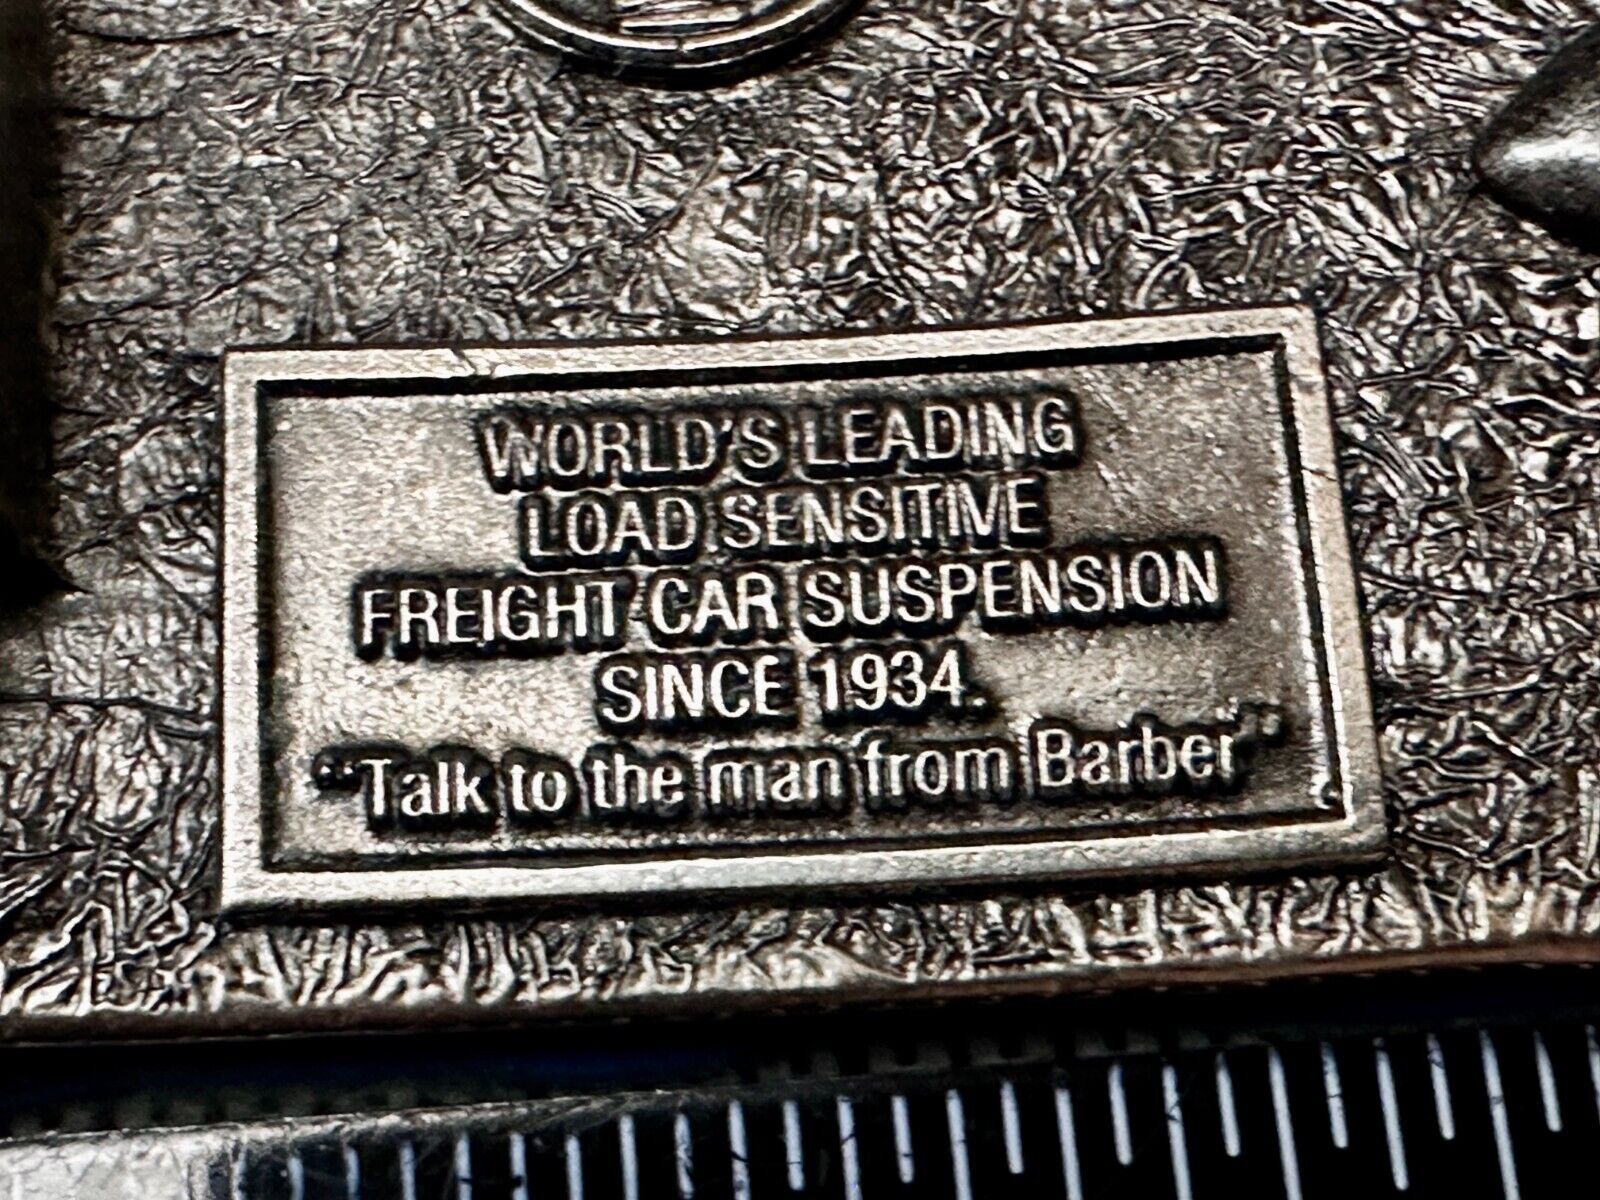 WORLD'S LEADING
LOAD SENSITIVE
FREIGHT CAR SUSPENSION
SINCE 1934.
“Talk to the man from Barber”